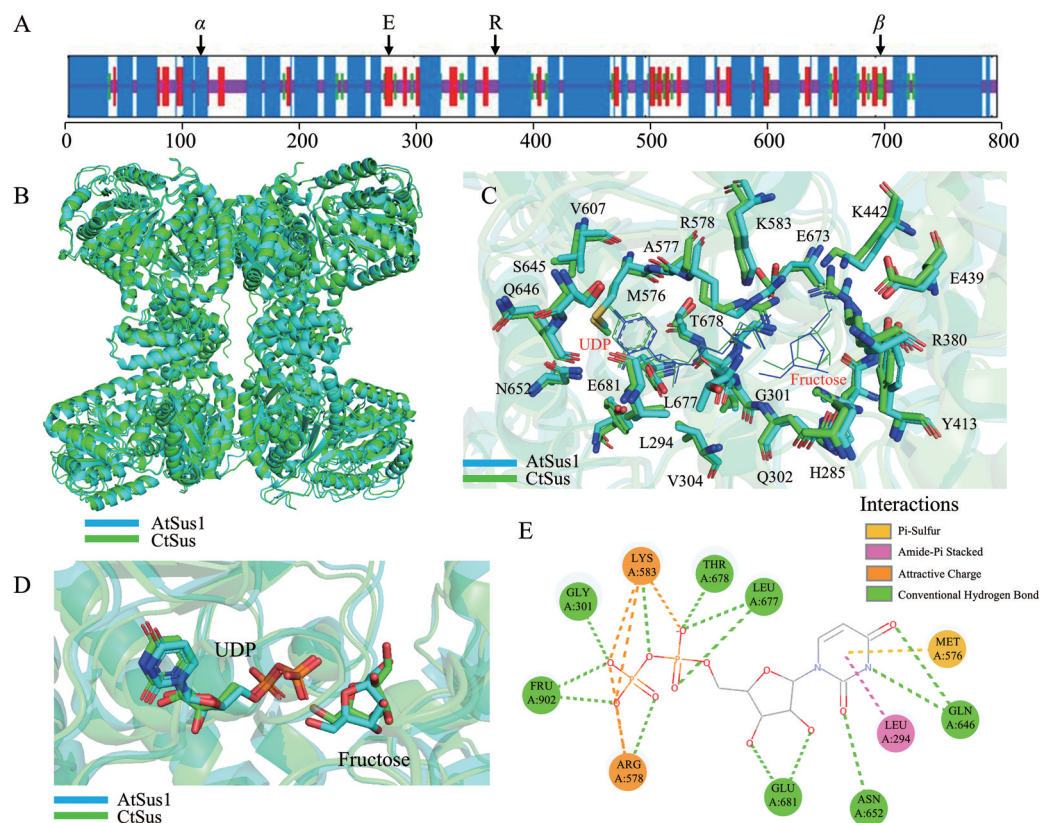 A
α
E
R
β
0
100
200
300
400
500
600
700
800
B
AtSus1
CtSus
C
V607
R578
K583
K442
A577
E673
S645
E439
Q646
M576
T678
UDP
R380
N652
E681
Fructose
L677
G301
Y413
L294
V304
Q302
H285
AtSus1
CtSus
D
UDP
Fructose
AtSus1
CtSus
E
Interactions
Pi-Sulfur
Amide-Pi Stacked
Attractive Charge
Conventional Hydrogen Bond
LYS
A:583
THR
A:678
GLY
A:301
LEU
A:677
O
O
O
P
P
O
O
O
O
O
O
O
N
N
O
O
MET
A:576
FRU
A:902
GLN
A:646
LEU
A:294
ARG
A:578
GLU
A:681
ASN
A:652